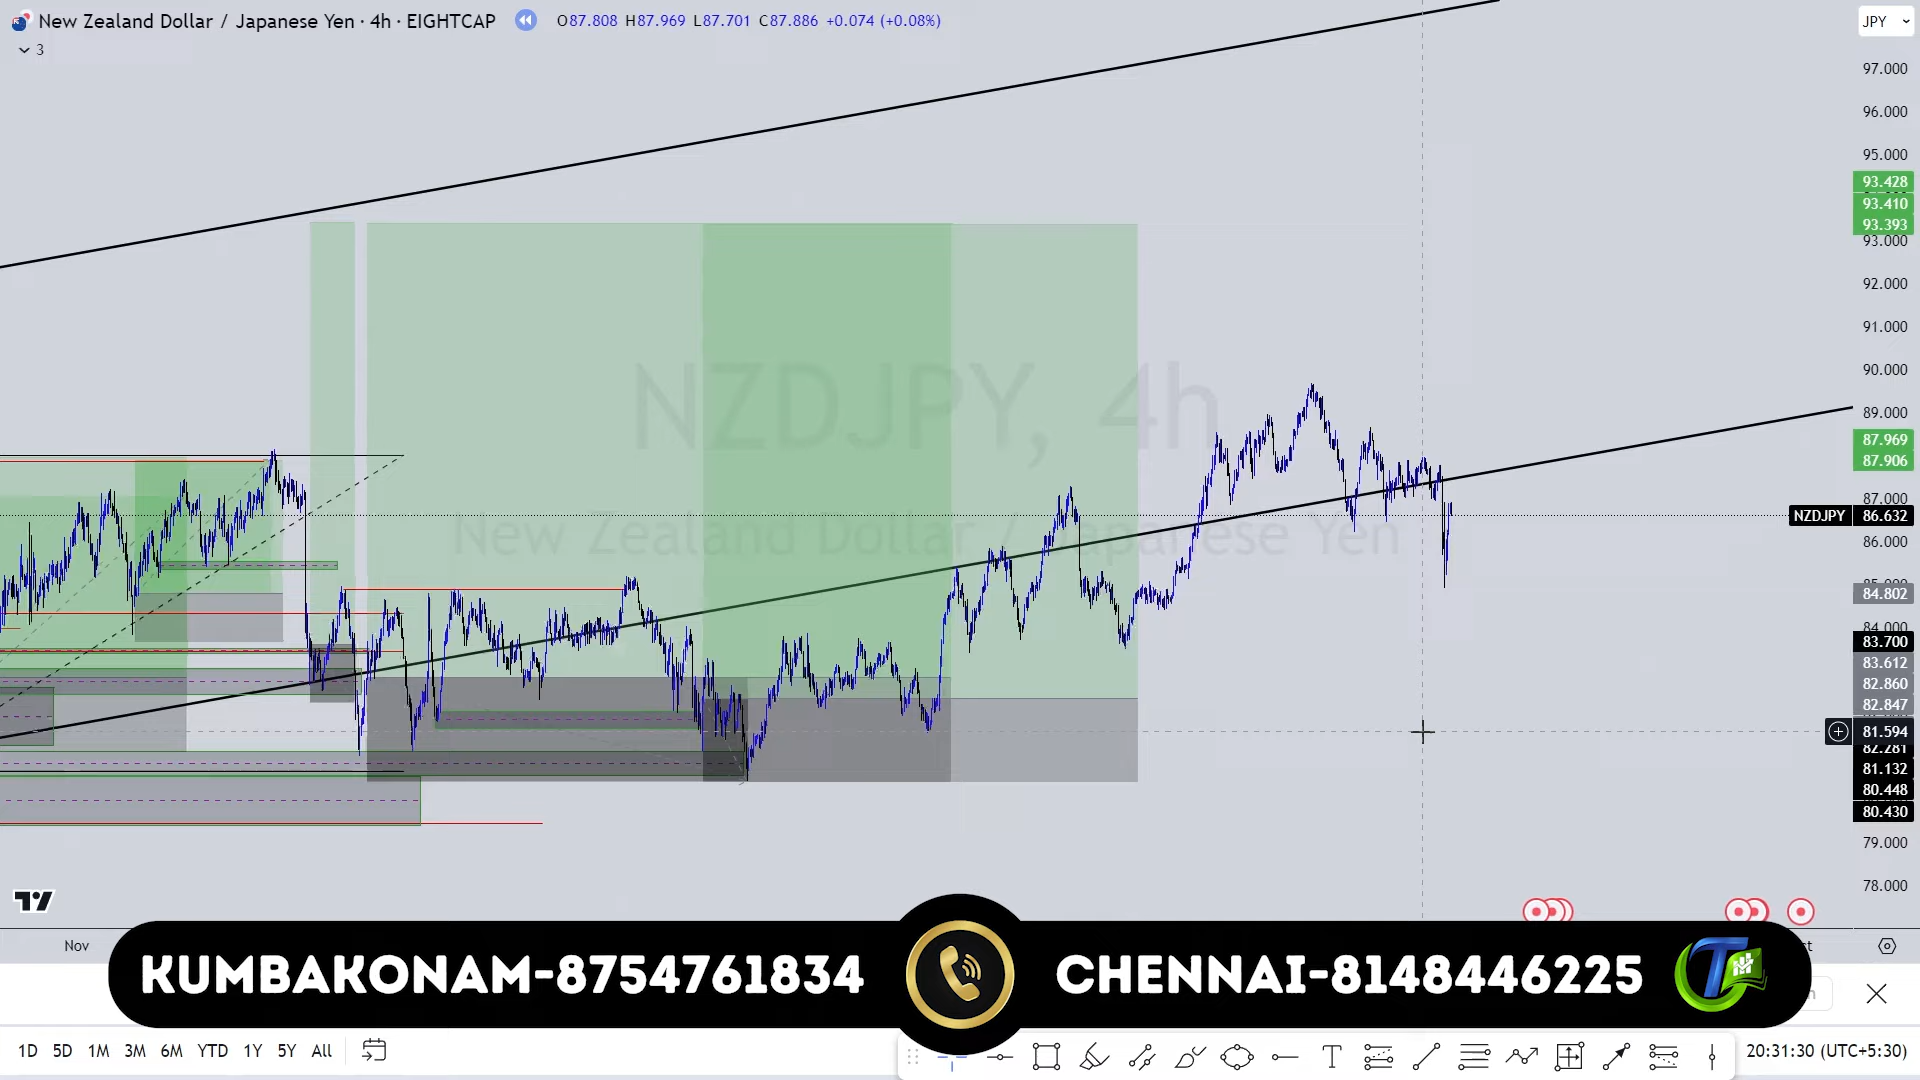 New Zealand Dollar / Japanese Yen · 4h · EIGHTCAP O87.808 H87.969 L87.701 C87.886 +0.074 (+0.08%)
3
JPY
97.000
96.000
95.000
93.428
93.410
93.393
93.000
92.000
91.000
90.000
89.000
87.969
87.906
87.000
NZDJPY 86.632
86.000
84.802
84.000
83.700
83.612
82.860
82.847
81.594
82.281
81.132
80.448
80.430
79.000
78.000
NZDJPY, 4h
New Zealand Dollar / Japanese Yen
Nov
KUMBAKONAM-8754761834
CHENNAI-8148446225
1D 5D 1M 3M 6M YTD 1Y 5Y All
20:31:30 (UTC+5:30)